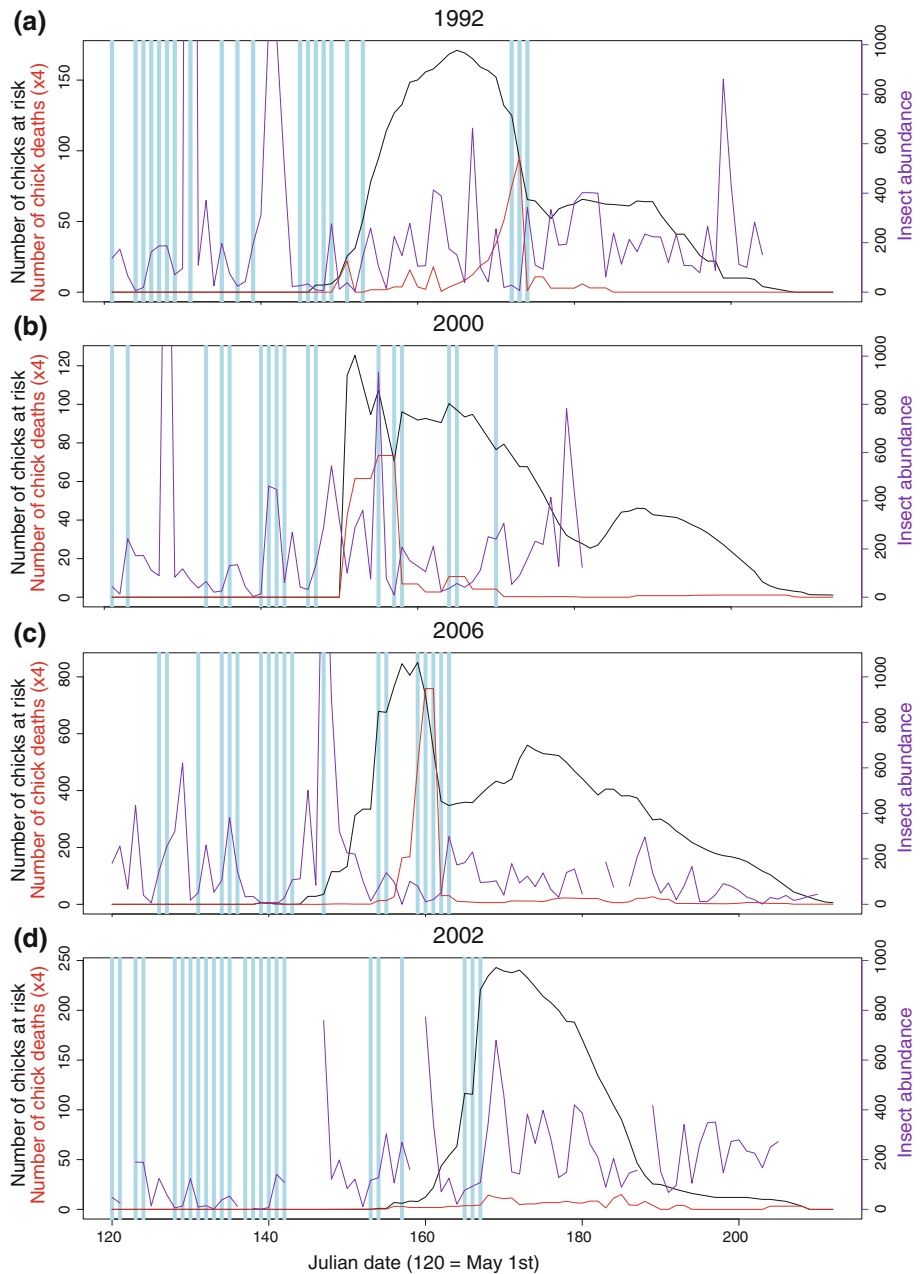 (a)
1992
Number of chicks at risk
Number of chick deaths (x4)
Insect abundance
0 50 100 150
0 200 400 600 800 1000
(b)
2000
Number of chicks at risk
Number of chick deaths (x4)
Insect abundance
0 20 40 60 80 100 120
0 200 400 600 800 1000
(c)
2006
Number of chicks at risk
Number of chick deaths (x4)
Insect abundance
0 200 400 600 800
0 200 400 600 800 1000
(d)
2002
Number of chicks at risk
Number of chick deaths (x4)
Insect abundance
0 50 100 150 200 250
0 200 400 600 800 1000
120 140 160 180 200
Julian date (120 = May 1st)